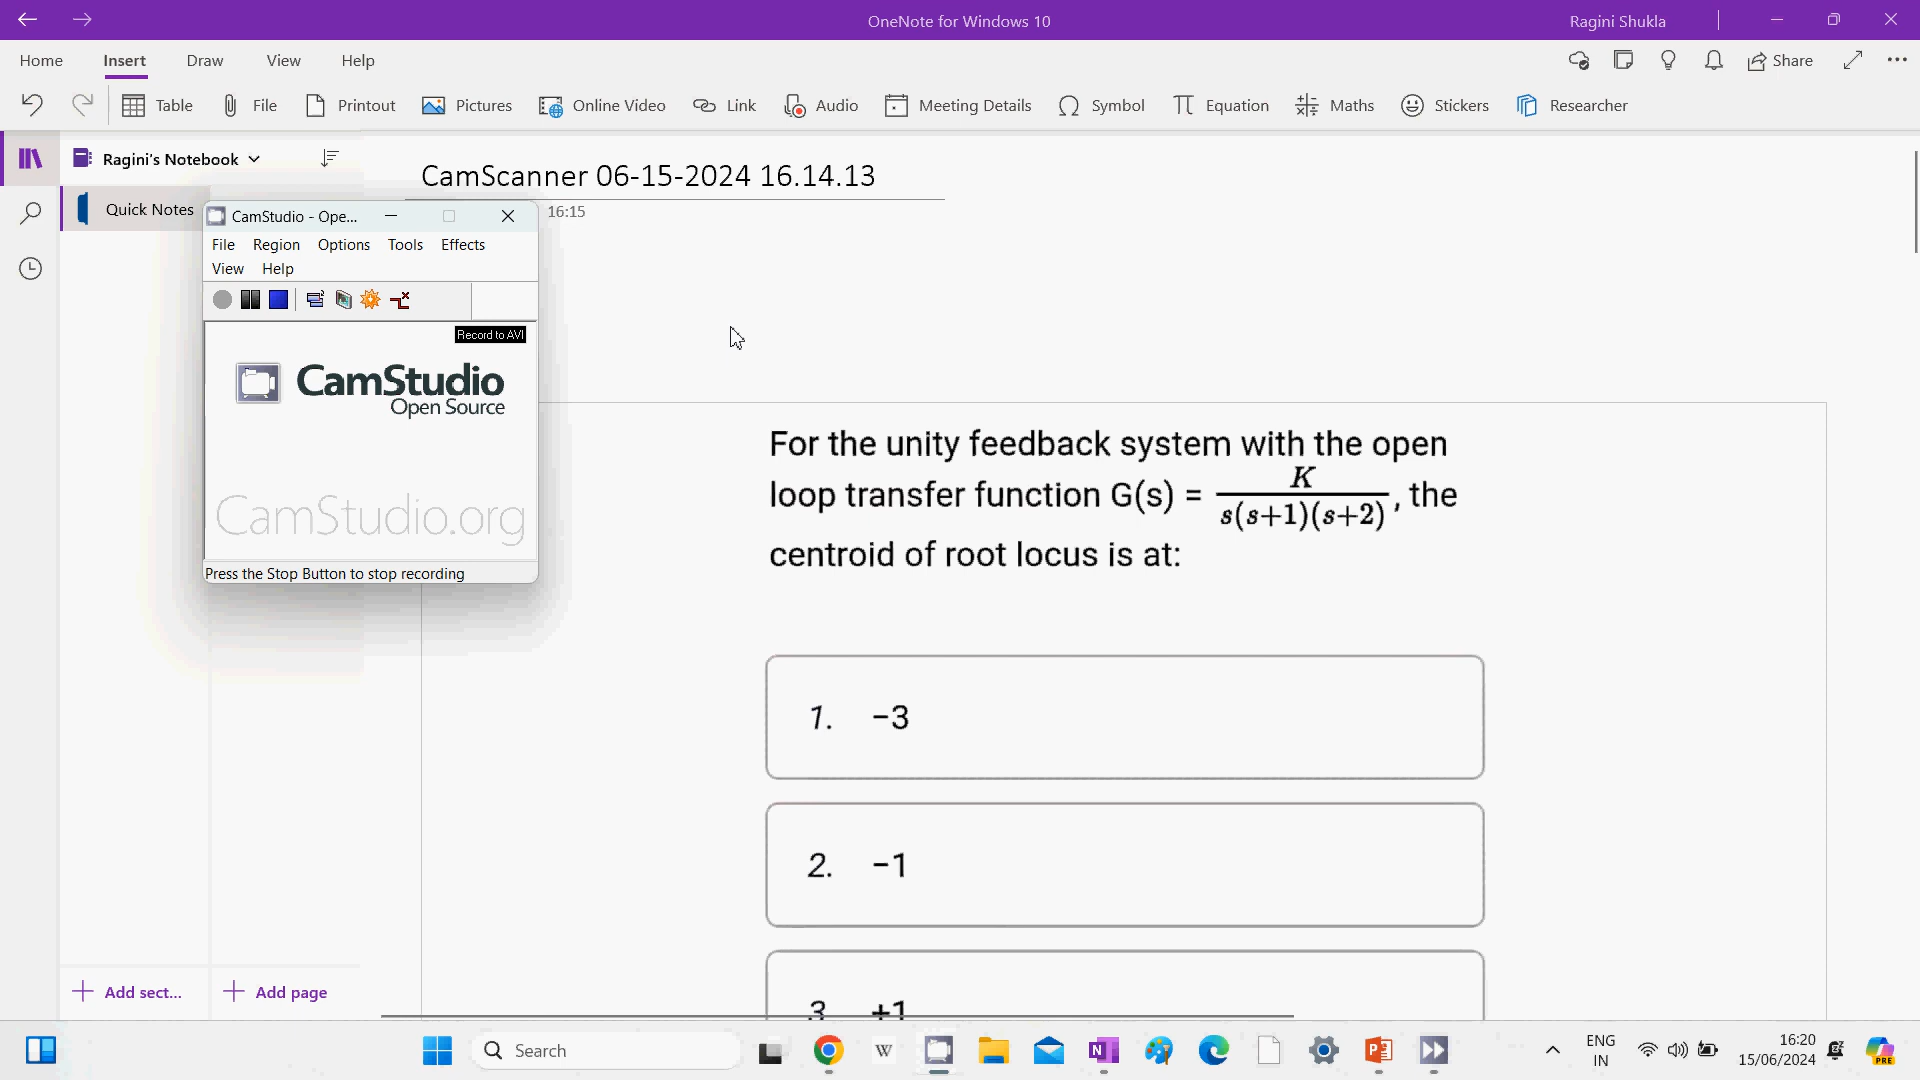 OneNote for Windows 10
Ragini Shukla
Home Insert Draw View Help
Share
Table File Printout Pictures Online Video Link Audio Meeting Details Symbol Equation Maths Stickers Researcher
Ragini's Notebook
Quick Notes
CamScanner 06-15-2024 16.14.13
16:15
CamStudio - Ope...
File Region Options Tools Effects
View Help
Record to AVI
CamStudio
Open Source
CamStudio.org
Press the Stop Button to stop recording
For the unity feedback system with the open
loop transfer function G(s) = K / s(s+1)(s+2), the
centroid of root locus is at:
1. −3
2. −1
3. +1
Add sect...
Add page
Search
W
ENG
IN
16:20
15/06/2024
PRE